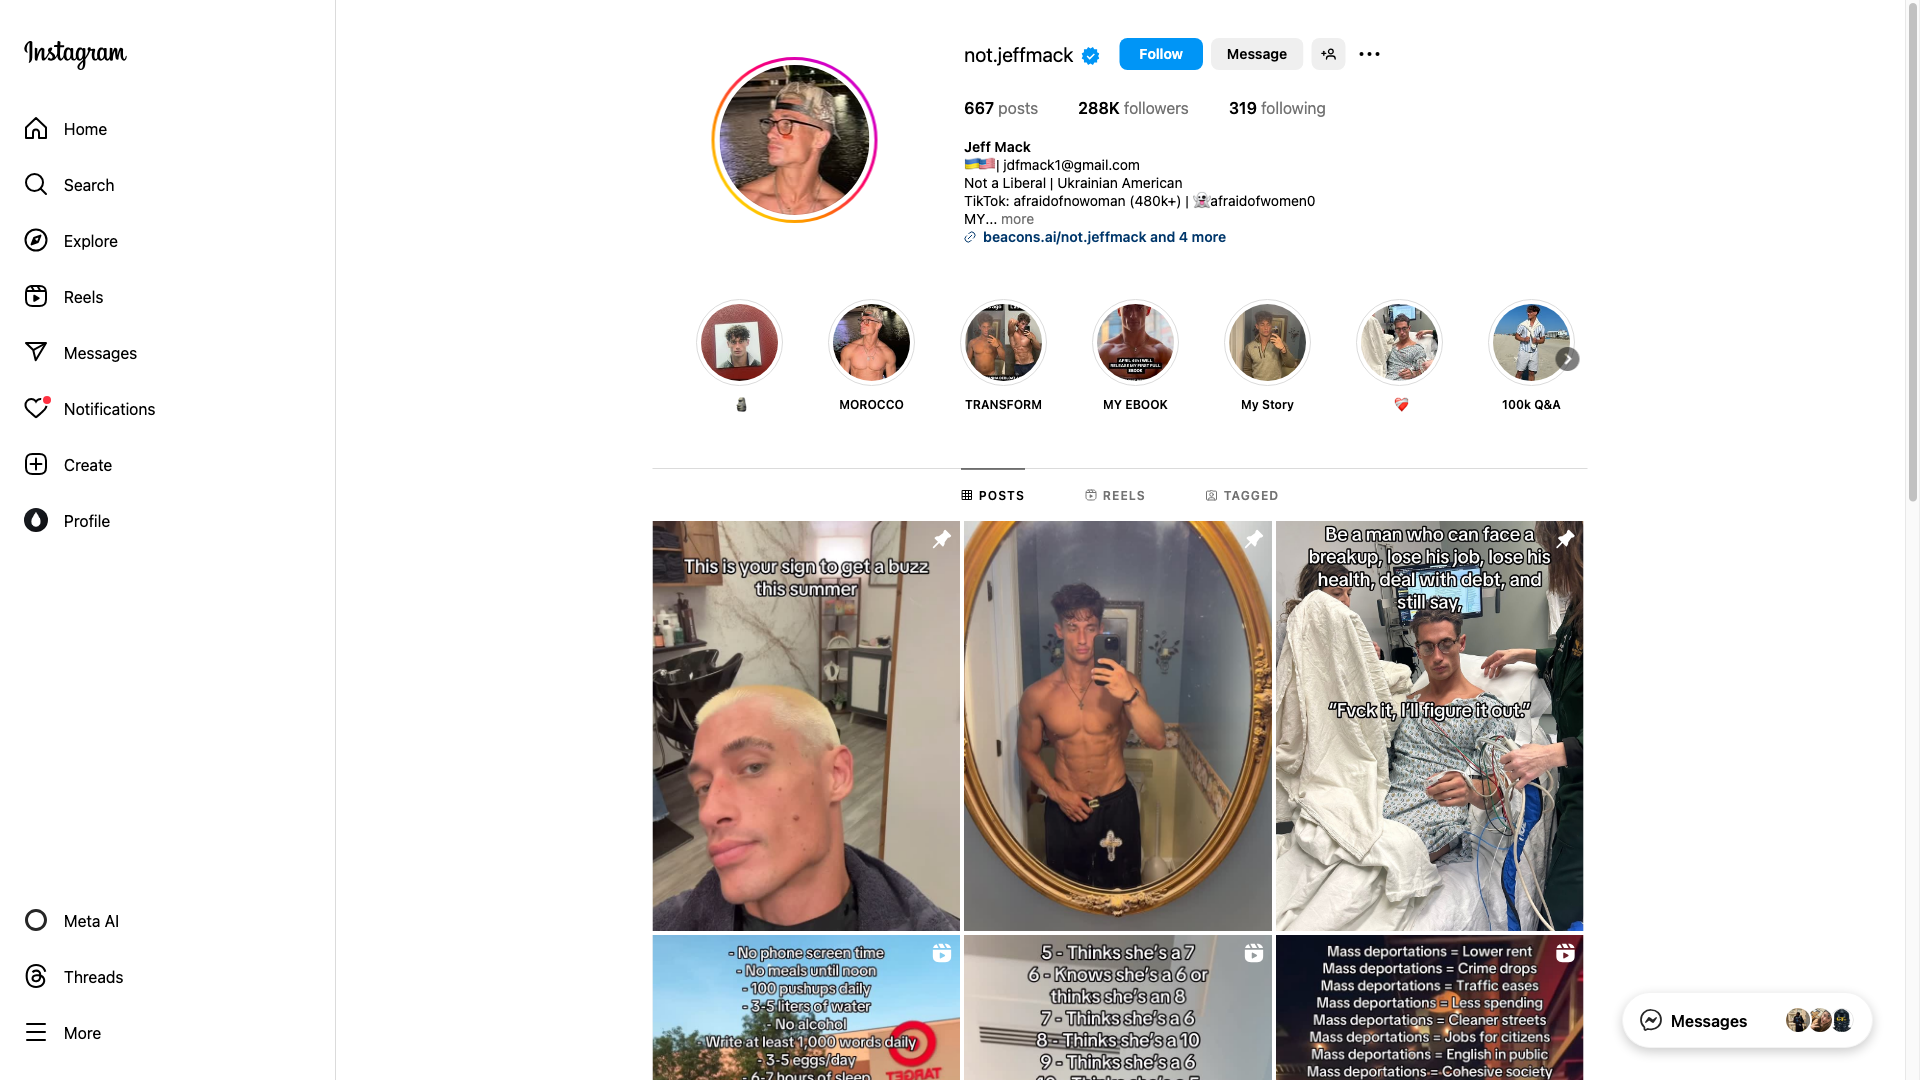 Instagram
Home
Search
Explore
Reels
Messages
Notifications
Create
Profile
Meta AI
Threads
More
not.jeffmack
Follow
Message
667 posts
288K followers
319 following
Jeff Mack
| jdfmack1@gmail.com
Not a Liberal | Ukrainian American
TikTok: afraidofnowoman (480k+) | 👻afraidofwomen0
MY... more
beacons.ai/not.jeffmack and 4 more
APRIL 4th I WILL
RELEASE MY FIRST FULL
EBOOK
MOROCCO
TRANSFORM
MY EBOOK
My Story
100k Q&A
POSTS
REELS
TAGGED
This is your sign to get a buzz
this summer
Be a man who can face a
breakup, lose his job, lose his
health, deal with debt, and
still say,
“Fvck it, I’ll figure it out.”
- No phone screen time
- No meals until noon
- 100 pushups daily
- 3-5 liters of water
- No alcohol
- Write at least 1,000 words daily
- 3-5 eggs/day
- 6-7 hours of sleep
TARGET
5 - Thinks she’s a 7
6 - Knows she’s a 6 or
thinks she’s an 8
7 - Thinks she’s a 6
8 - Thinks she’s a 10
9 - Thinks she’s a 6
Mass deportations = Lower rent
Mass deportations = Crime drops
Mass deportations = Traffic eases
Mass deportations = Less spending
Mass deportations = Cleaner streets
Mass deportations = Jobs for citizens
Mass deportations = English in public
Mass deportations = Cohesive society
Messages